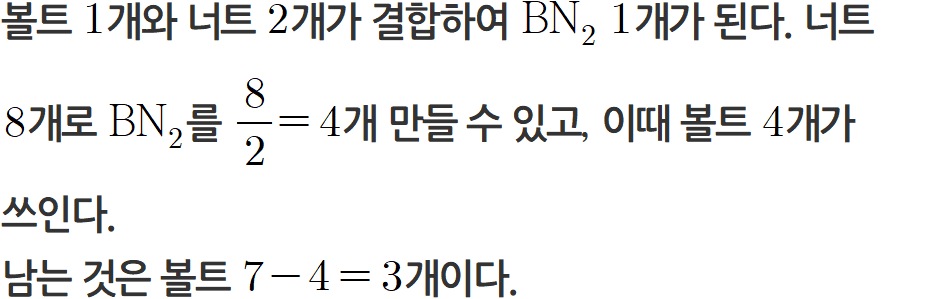 볼트 1개와 너트 2개가 결합하여 BN₂ 1개가 된다. 너트
8개로 BN₂를 8/2 = 4개 만들 수 있고, 이때 볼트 4개가
쓰인다.
남는 것은 볼트 7 − 4 = 3개이다.